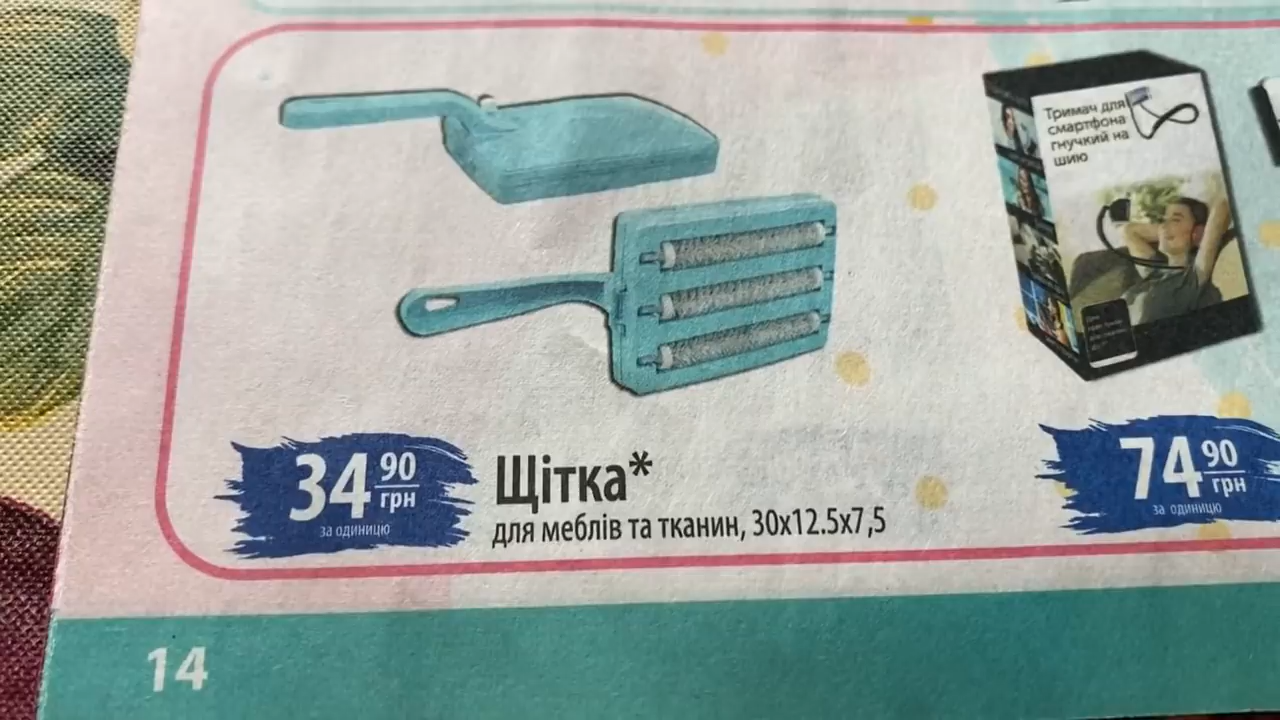 Тримач для
смартфона
гнучкий на
шию
34 90
грн
за одиницю
Щітка*
для меблів та тканин, 30x12.5x7,5
74 90
грн
за одиницю
14